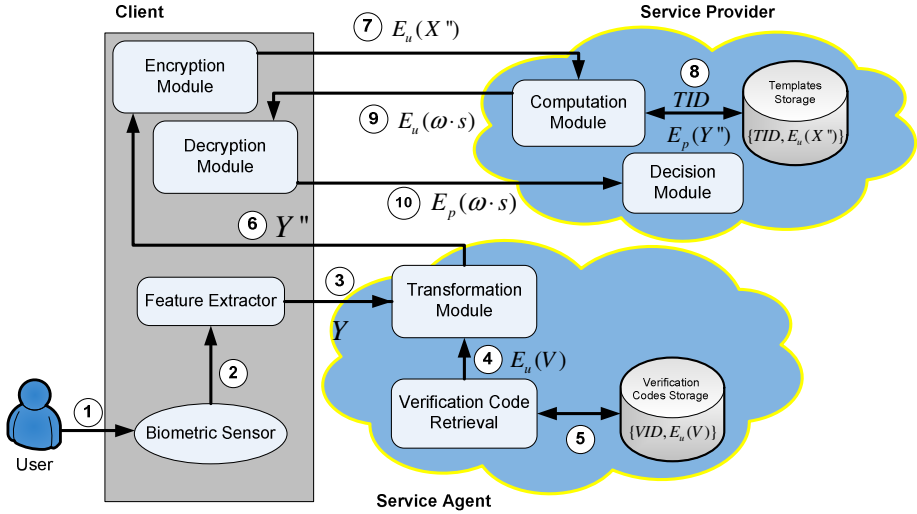 Client
Service Provider
7 E_u(X'')
Encryption
Module
8
Templates
Storage
TID
{TID, E_u(X'')}
Computation
Module
9 E_u(ω·s)
E_p(Y'')
Decryption
Module
Decision
Module
10 E_p(ω·s)
6 Y''
Transformation
Module
3
Feature Extractor
Y
4 E_u(V)
2
Verification
Codes Storage
{VID, E_u(V)}
Verification Code
Retrieval
5
1
Biometric Sensor
User
Service Agent